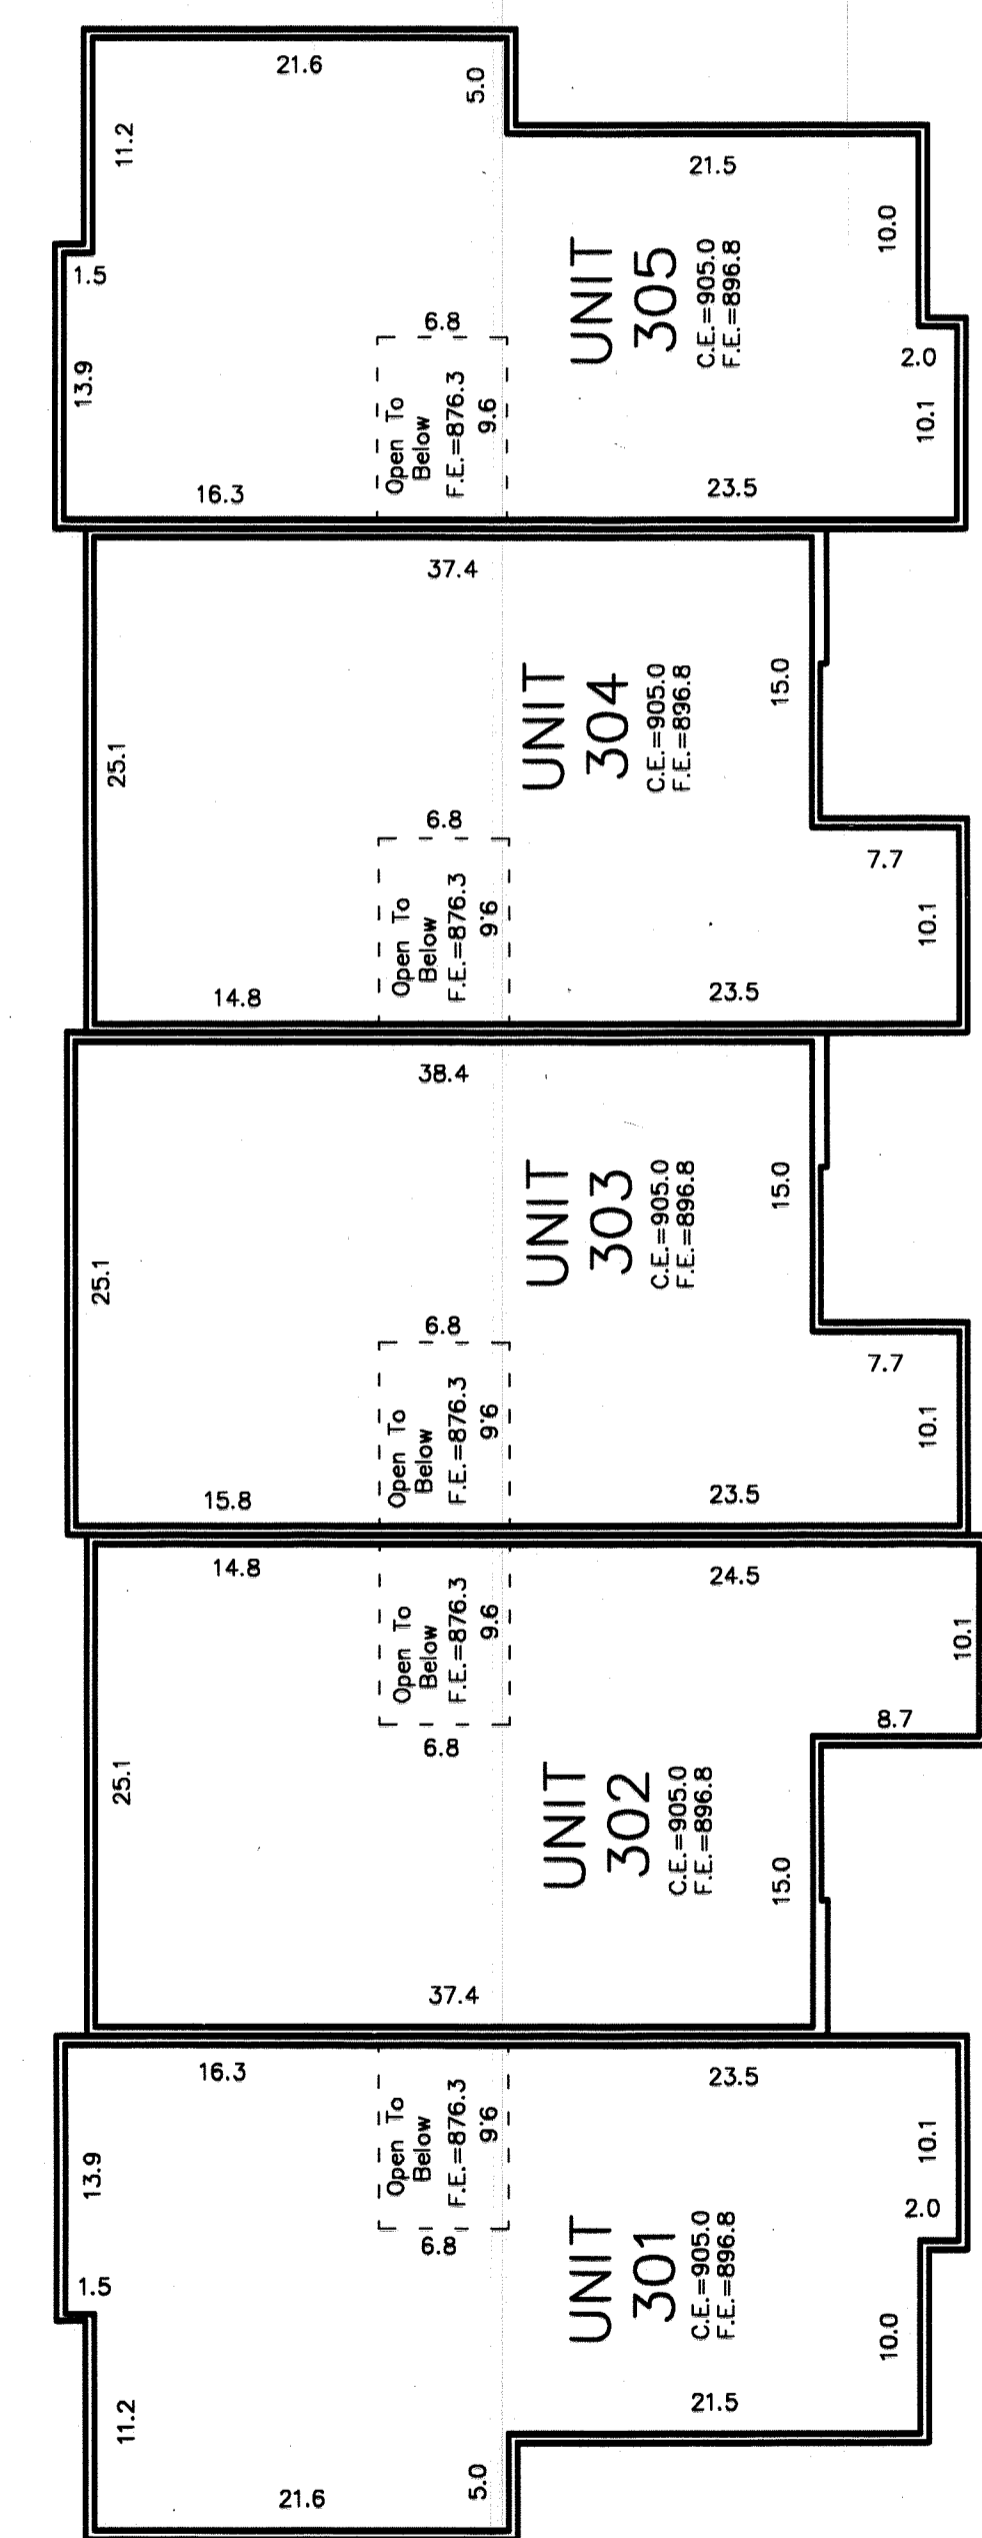 21.6
5.0
11.2
1.5
13.9
16.3
6.8
Open To
Below
F.E.=876.3
9.6
UNIT
305
C.E.=905.0
F.E.=896.8
21.5
10.0
2.0
10.1
23.5
37.4
25.1
14.8
6.8
Open To
Below
F.E.=876.3
9.6
UNIT
304
C.E.=905.0
F.E.=896.8
15.0
7.7
10.1
23.5
38.4
25.1
15.8
6.8
Open To
Below
F.E.=876.3
9.6
UNIT
303
C.E.=905.0
F.E.=896.8
15.0
7.7
10.1
23.5
14.8
25.1
Open To
Below
F.E.=876.3
9.6
6.8
24.5
10.1
8.7
UNIT
302
C.E.=905.0
F.E.=896.8
15.0
37.4
16.3
13.9
1.5
11.2
Open To
Below
F.E.=876.3
9.6
6.8
23.5
10.1
2.0
UNIT
301
C.E.=905.0
F.E.=896.8
10.0
21.5
5.0
21.6